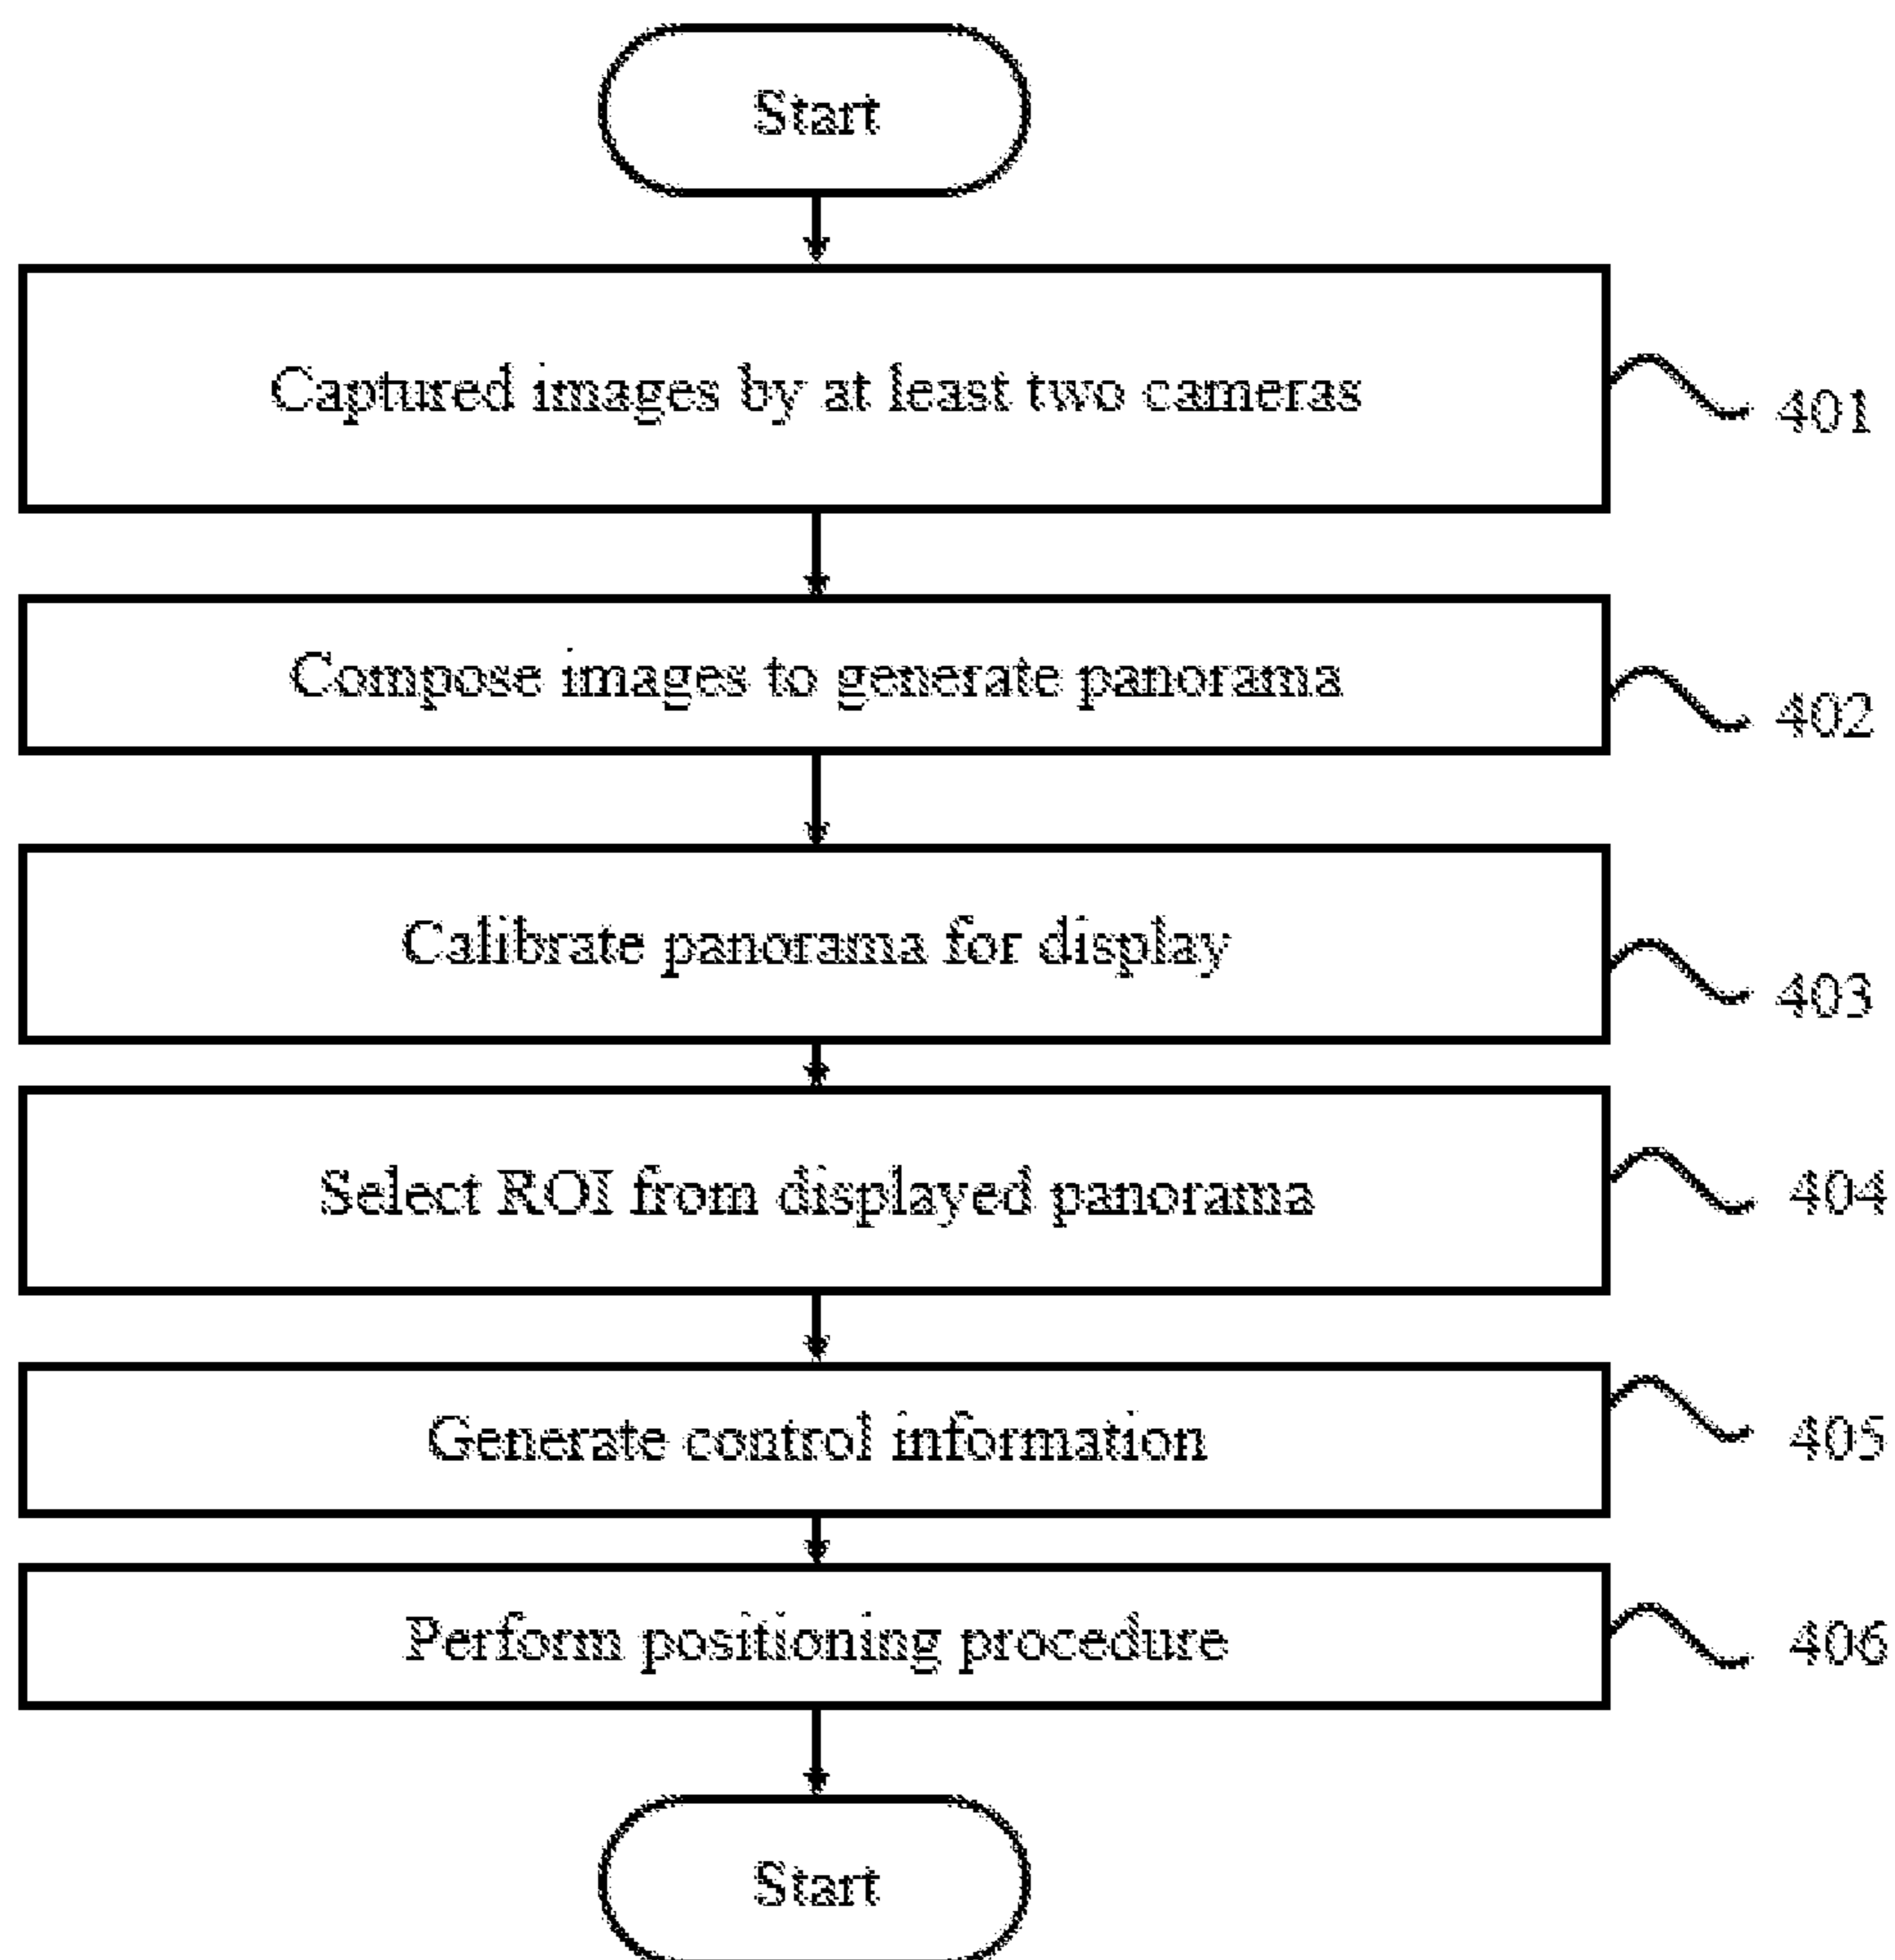 Start
Captured images by at least two cameras
401
Compose images to generate panorama
402
Calibrate panorama for display
403
Select ROI from displayed panorama
404
Generate control information
405
Perform positioning procedure
406
Start